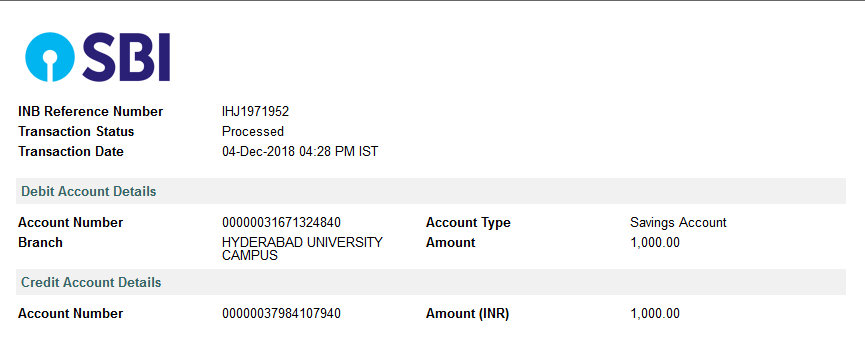 SBI
INB Reference Number IHJ1971952
Transaction Status Processed
Transaction Date 04-Dec-2018 04:28 PM IST
Debit Account Details
Account Number 00000031671324840 Account Type Savings Account
Branch HYDERABAD UNIVERSITY CAMPUS Amount 1,000.00
Credit Account Details
Account Number 00000037984107940 Amount (INR) 1,000.00